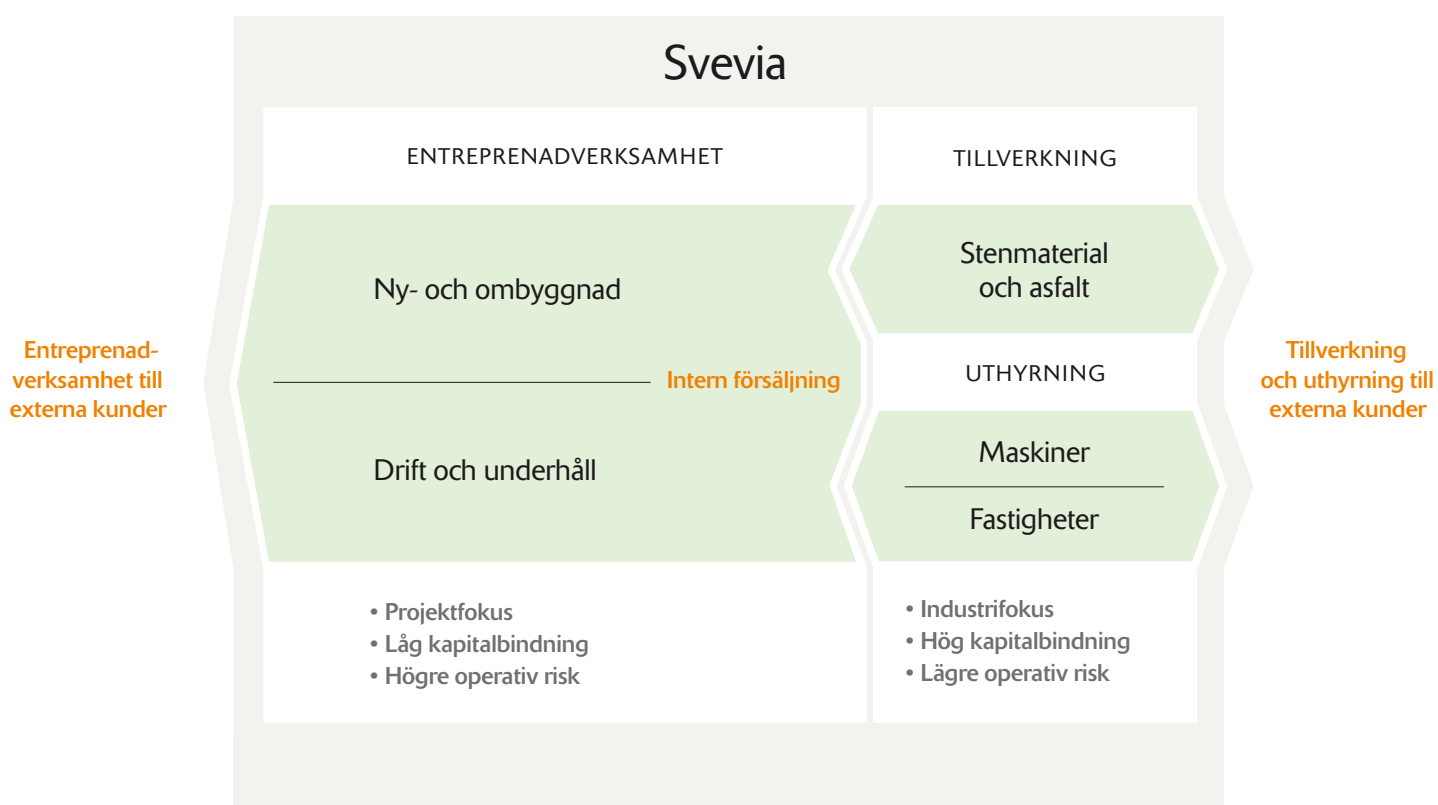 Svevia
ENTREPRENADVERKSAMHET
TILLVERKNING
Ny- och ombyggnad
Stenmaterial
och asfalt
Entreprenad-
verksamhet till
externa kunder
Intern försäljning
UTHYRNING
Tillverkning
och uthyrning till
externa kunder
Drift och underhåll
Maskiner
Fastigheter
• Projektfokus
• Låg kapitalbindning
• Högre operativ risk
• Industrifokus
• Hög kapitalbindning
• Lägre operativ risk